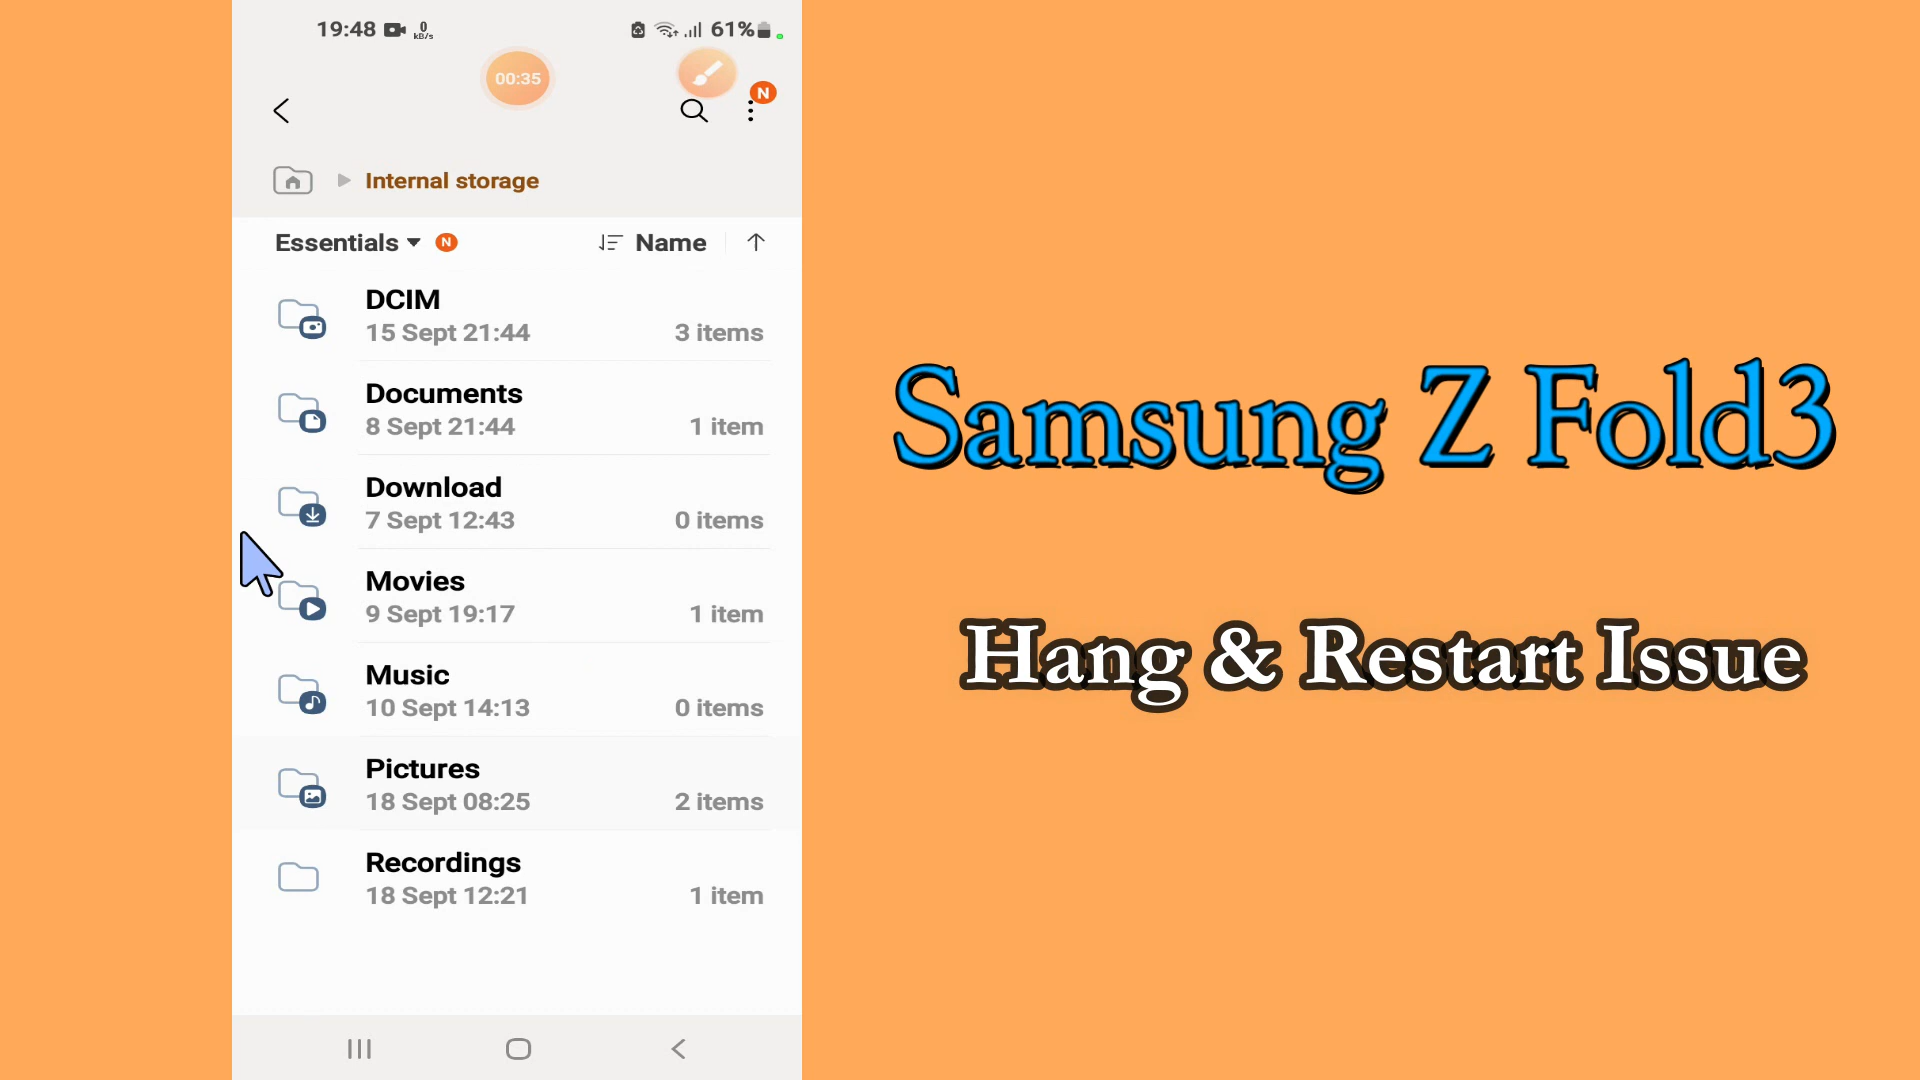 19:48 0 kB/s 61%
00:35
N
Internal storage
Essentials N Name
DCIM
15 Sept 21:44 3 items
Documents
8 Sept 21:44 1 item
Download
7 Sept 12:43 0 items
Movies
9 Sept 19:17 1 item
Music
10 Sept 14:13 0 items
Pictures
18 Sept 08:25 2 items
Recordings
18 Sept 12:21 1 item
Samsung Z Fold3
Hang & Restart Issue